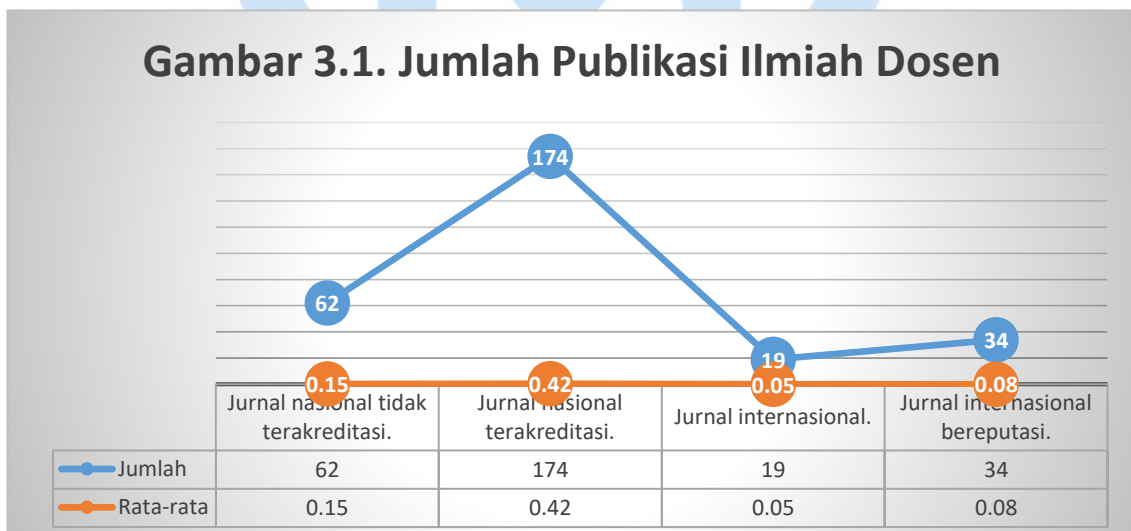 Gambar 3.1. Jumlah Publikasi Ilmiah Dosen
174
62
34
19
0.15
0.42
0.05
0.08
Jurnal nasional tidak
terakreditasi.
Jurnal nasional
terakreditasi.
Jurnal internasional.
Jurnal internasional
bereputasi.
Jumlah 62 174 19 34
Rata-rata 0.15 0.42 0.05 0.08